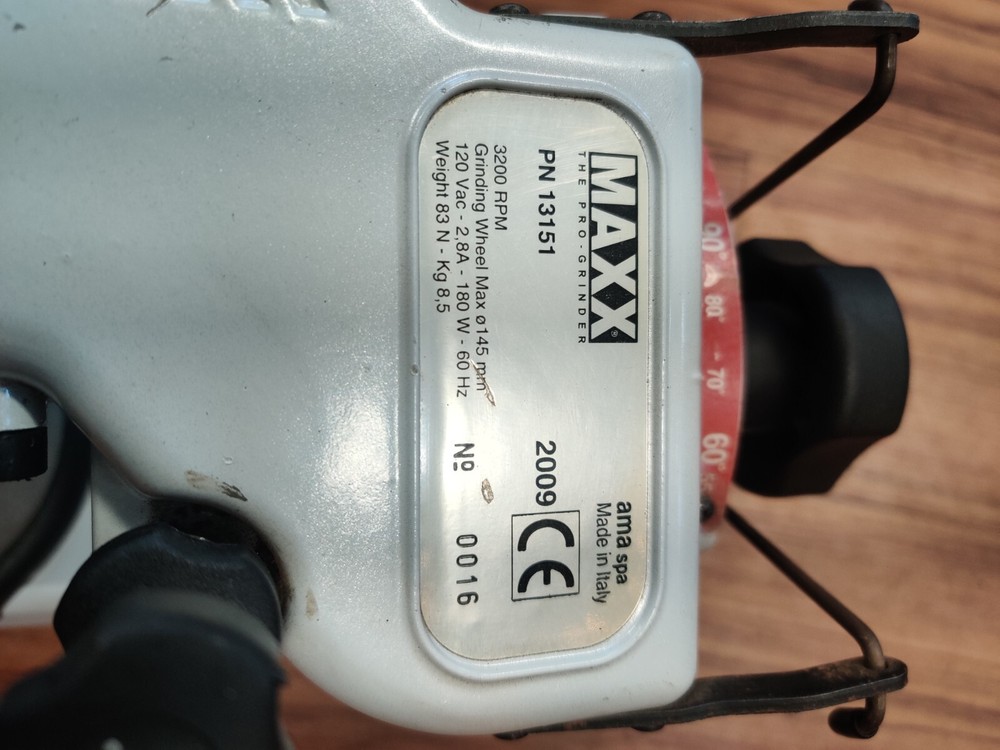 MAXX®
THE PRO-GRINDER
PN 13151
3200 RPM
Grinding Wheel Max ø145 mm
120 Vac - 2,8A - 180 W - 60 Hz
Weight 83 N - Kg 8,5
ama spa
Made in Italy
2009 CE
Nº 0016
90°
80°
70°
60°